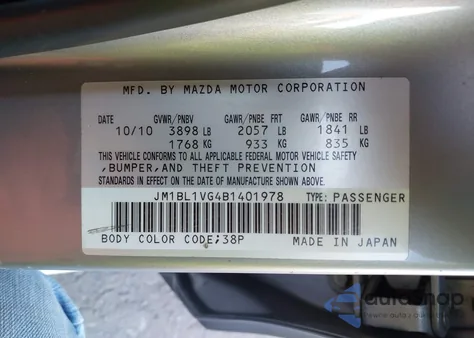 MFD. BY MAZDA MOTOR CORPORATION
DATE GVWR/PNBV GAWR/PNBE FRT GAWR/PNBE RR
10/10 3898 LB 2057 LB 1841 LB
1768 KG 933 KG 835 KG
THIS VEHICLE CONFORMS TO ALL APPLICABLE FEDERAL MOTOR VEHICLE SAFETY
,BUMPER,AND THEFT PREVENTION
STANDARDS IN EFFECT ON THE DATE OF MANUFACTURE SHOWN ABOVE.
JM1BL1VG4B1401978 TYPE: PASSENGER
BODY COLOR CODE;38P MADE IN JAPAN
autashop